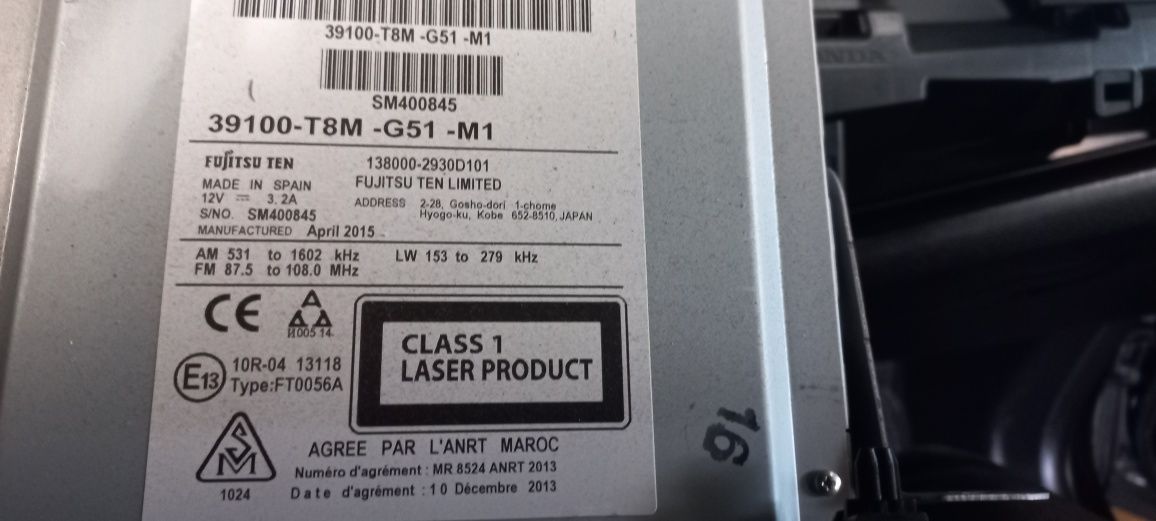 39100-T8M -G51 -M1
SM400845
39100-T8M -G51 -M1
FUJITSU TEN 138000-2930D101
MADE IN SPAIN FUJITSU TEN LIMITED
12V 3.2A ADDRESS 2-28, Gosho-dori 1-chome
S/NO. SM400845 Hyogo-ku, Kobe 652-8510, JAPAN
MANUFACTURED April 2015
AM 531 to 1602 kHz LW 153 to 279 kHz
FM 87.5 to 108.0 MHz
CE
И005 14
CLASS 1
LASER PRODUCT
E13 10R-04 13118
Type:FT0056A
SM
1024
AGREE PAR L'ANRT MAROC
Numéro d'agrément : MR 8524 ANRT 2013
Date d'agrément : 10 Décembre 2013
16
HONDA